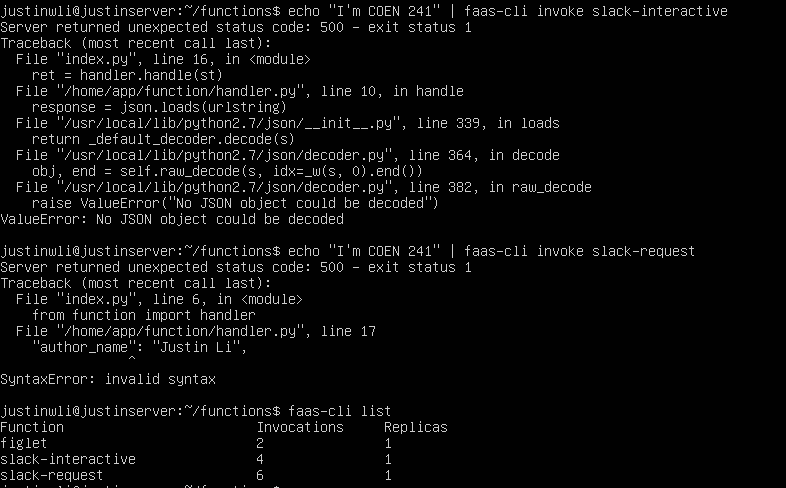 justinwli@justinserver:~/functions$ echo "I'm COEN 241" | faas-cli invoke slack-interactive
Server returned unexpected status code: 500 - exit status 1
Traceback (most recent call last):
  File "index.py", line 16, in <module>
    ret = handler.handle(st)
  File "/home/app/function/handler.py", line 10, in handle
    response = json.loads(urlstring)
  File "/usr/local/lib/python2.7/json/__init__.py", line 339, in loads
    return _default_decoder.decode(s)
  File "/usr/local/lib/python2.7/json/decoder.py", line 364, in decode
    obj, end = self.raw_decode(s, idx=_w(s, 0).end())
  File "/usr/local/lib/python2.7/json/decoder.py", line 382, in raw_decode
    raise ValueError("No JSON object could be decoded")
ValueError: No JSON object could be decoded
justinwli@justinserver:~/functions$ echo "I'm COEN 241" | faas-cli invoke slack-request
Server returned unexpected status code: 500 - exit status 1
Traceback (most recent call last):
  File "index.py", line 6, in <module>
    from function import handler
  File "/home/app/function/handler.py", line 17
    "author_name": "Justin Li",
                ^
SyntaxError: invalid syntax
justinwli@justinserver:~/functions$ faas-cli list
Function                        Invocations     Replicas
figlet                          2               1
slack-interactive               4               1
slack-request                   6               1